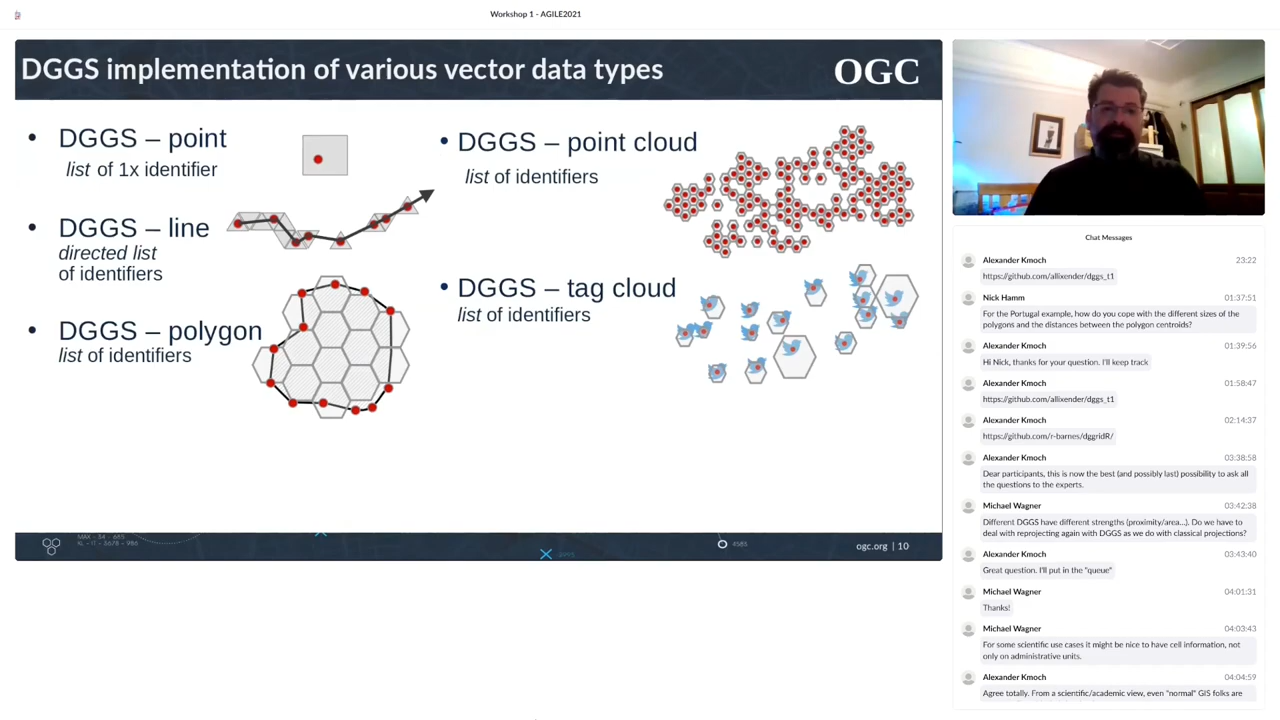 Workshop 1 - AGILE2021
DGGS implementation of various vector data types
OGC
• DGGS – point
list of 1x identifier
• DGGS – line
directed list
of identifiers
• DGGS – polygon
list of identifiers
• DGGS – point cloud
list of identifiers
• DGGS – tag cloud
list of identifiers
MAX - 34 - 685
4585
ogc.org | 10
Chat Messages
Alexander Kmoch 23:22
https://github.com/allixender/dggs_t1
Nick Hamm 01:37:51
For the Portugal example, how do you cope with the different sizes of the
polygons and the distances between the polygon centroids?
Alexander Kmoch 01:39:56
Hi Nick, thanks for your question. I'll keep track
Alexander Kmoch 01:58:47
https://github.com/allixender/dggs_t1
Alexander Kmoch 02:14:37
https://github.com/r-barnes/dggridR/
Alexander Kmoch 03:38:58
Dear participants, this is now the best (and possibly last) possibility to ask all
the questions to the experts.
Michael Wagner 03:42:38
Different DGGS have different strengths (proximity/area...). Do we have to
deal with reprojecting again with DGGS as we do with classical projections?
Alexander Kmoch 03:43:40
Great question. I'll put in the "queue"
Michael Wagner 04:01:31
Thanks!
Michael Wagner 04:03:43
For some scientific use cases it might be nice to have cell information, not
only on administrative units.
Alexander Kmoch 04:04:59
Agree totally. From a scientific/academic view, even "normal" GIS folks are